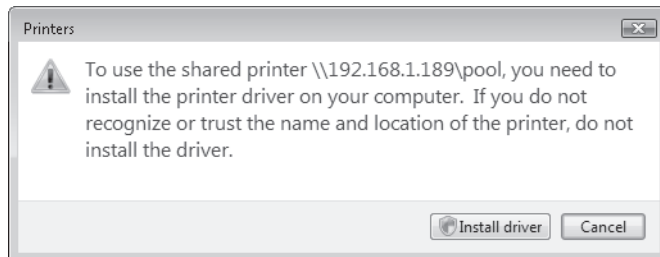 Printers
To use the shared printer \\192.168.1.189\pool, you need to
install the printer driver on your computer.  If you do not
recognize or trust the name and location of the printer, do not
install the driver.
Install driver
Cancel